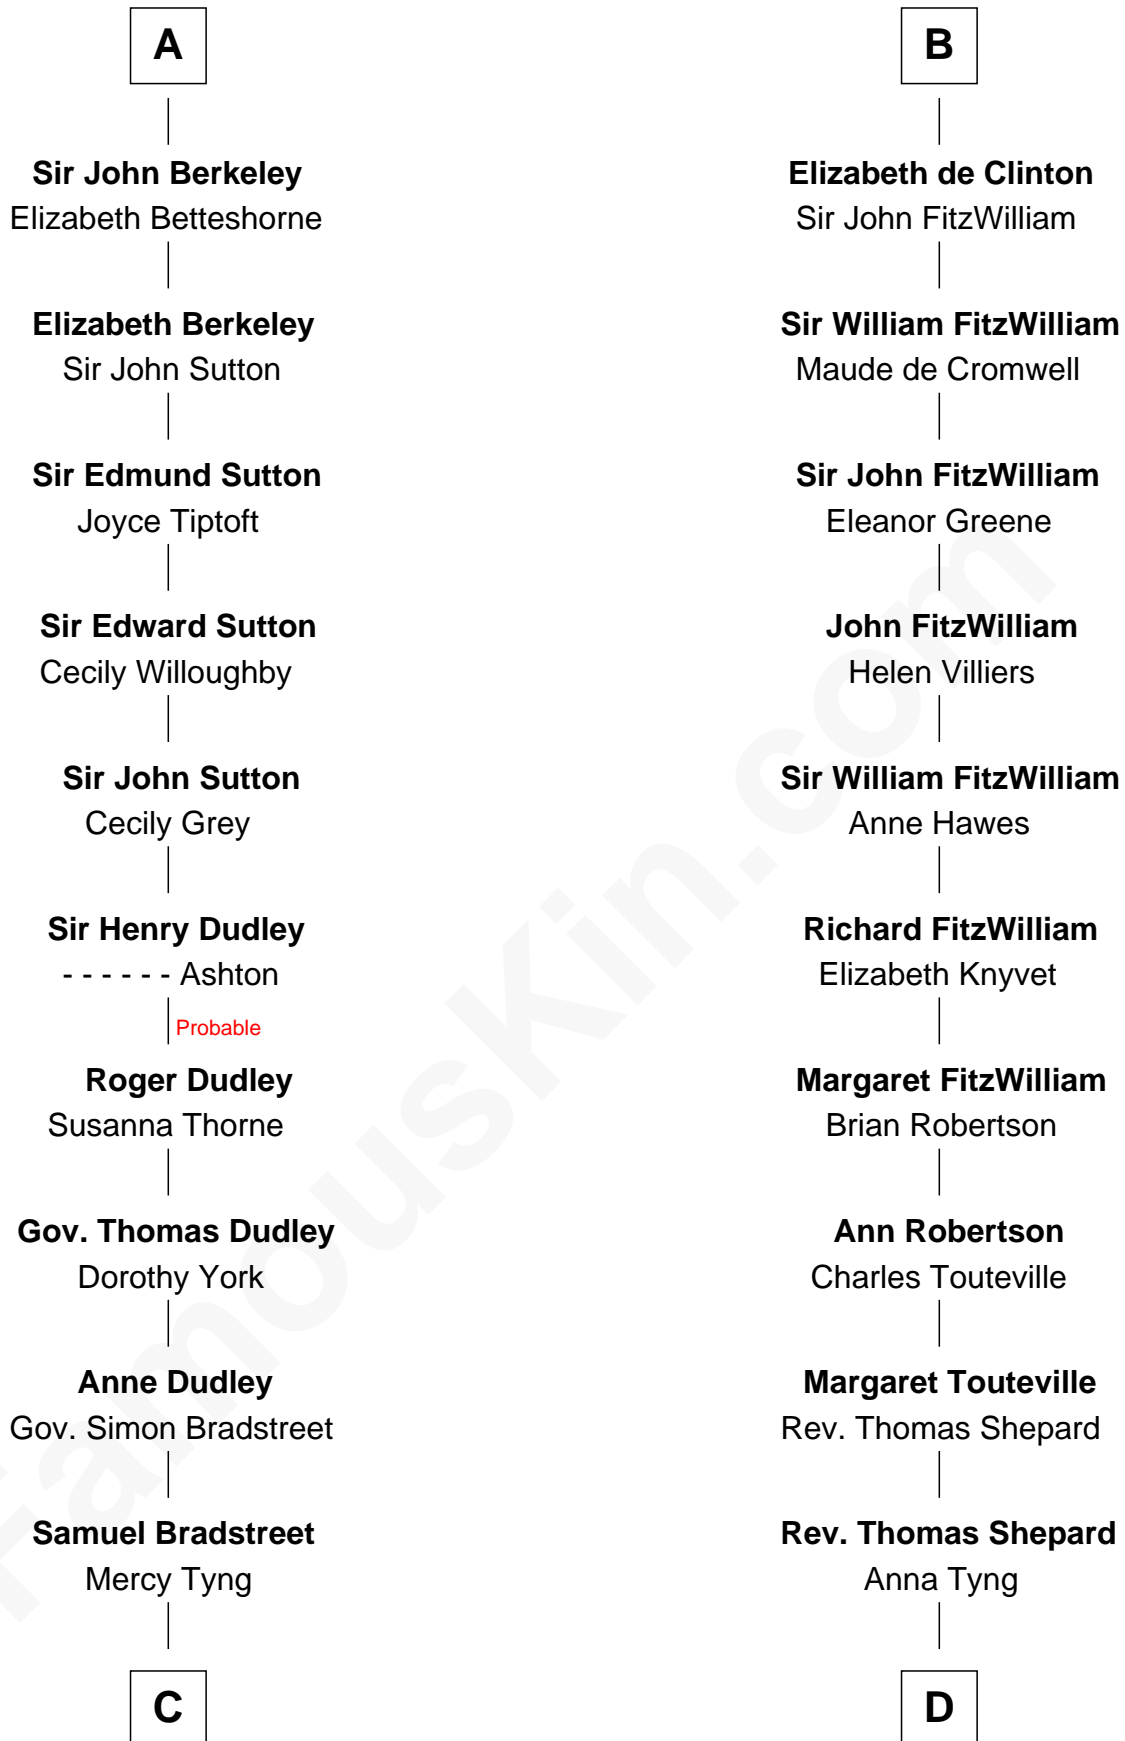 A
Sir John Berkeley
Elizabeth Betteshorne
Elizabeth Berkeley
Sir John Sutton
Sir Edmund Sutton
Joyce Tiptoft
Sir Edward Sutton
Cecily Willoughby
Sir John Sutton
Cecily Grey
Sir Henry Dudley
- - - - - - Ashton
Probable
Roger Dudley
Susanna Thorne
Gov. Thomas Dudley
Dorothy York
Anne Dudley
Gov. Simon Bradstreet
Samuel Bradstreet
Mercy Tyng
C
B
Elizabeth de Clinton
Sir John FitzWilliam
Sir William FitzWilliam
Maude de Cromwell
Sir John FitzWilliam
Eleanor Greene
John FitzWilliam
Helen Villiers
Sir William FitzWilliam
Anne Hawes
Richard FitzWilliam
Elizabeth Knyvet
Margaret FitzWilliam
Brian Robertson
Ann Robertson
Charles Touteville
Margaret Touteville
Rev. Thomas Shepard
Rev. Thomas Shepard
Anna Tyng
D
FamousKin.com